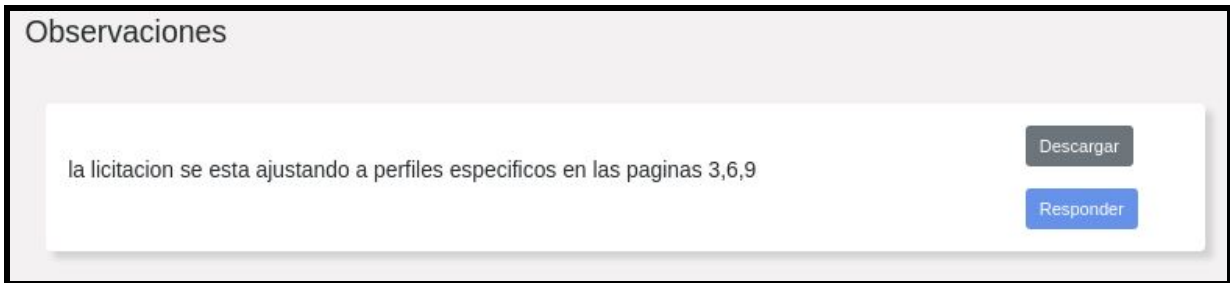 Observaciones
la licitacion se esta ajustando a perfiles especificos en las paginas 3,6,9
Descargar
Responder